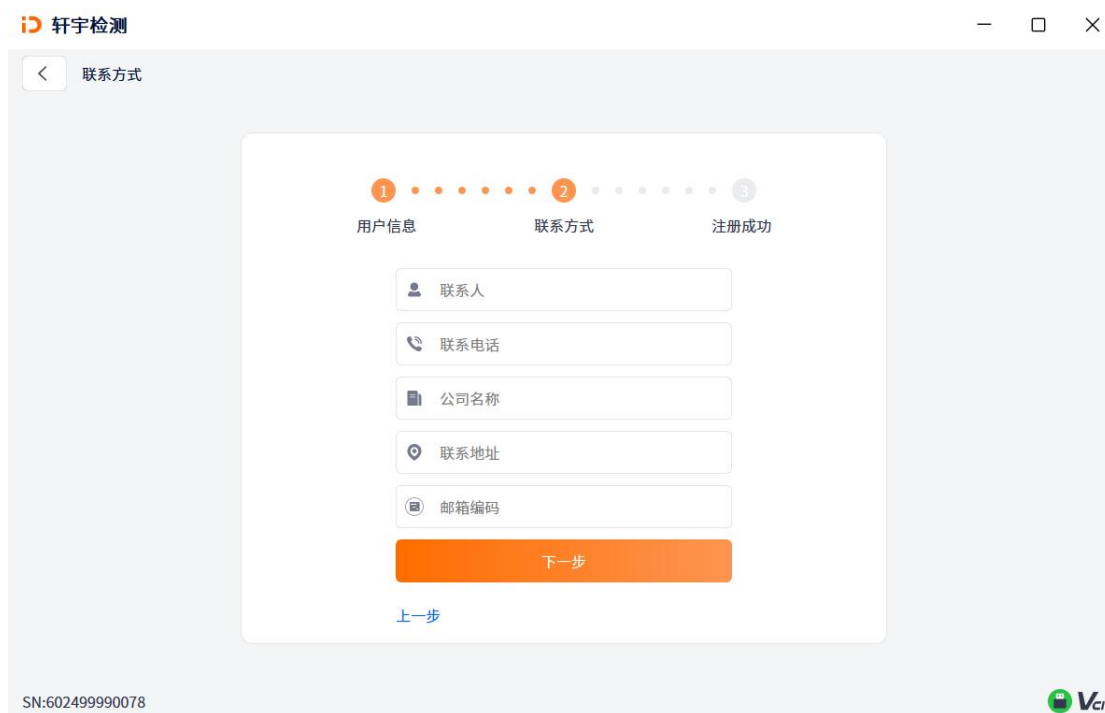 轩宇检测
联系方式
1 2 3
用户信息 联系方式 注册成功
联系人
联系电话
公司名称
联系地址
邮箱编码
下一步
上一步
SN:602499990078
VCI